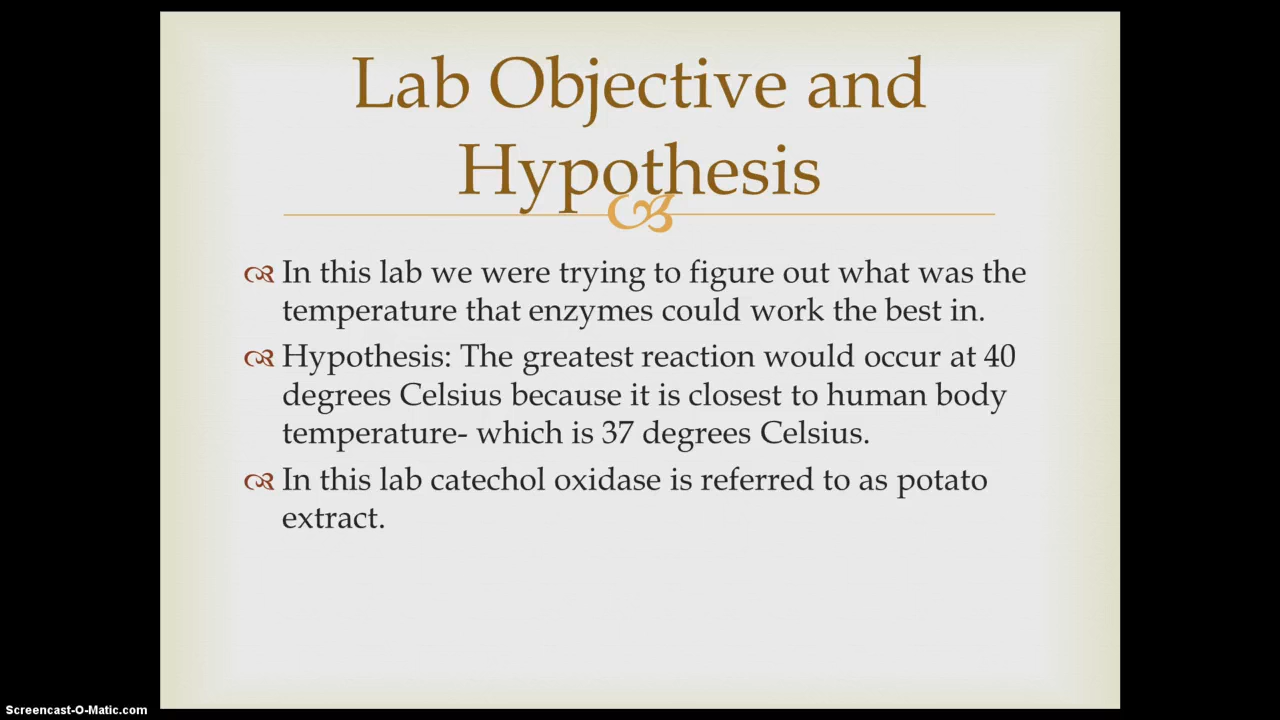 Lab Objective and
Hypothesis
In this lab we were trying to figure out what was the
temperature that enzymes could work the best in.
Hypothesis: The greatest reaction would occur at 40
degrees Celsius because it is closest to human body
temperature- which is 37 degrees Celsius.
In this lab catechol oxidase is referred to as potato
extract.
Screencast-O-Matic.com